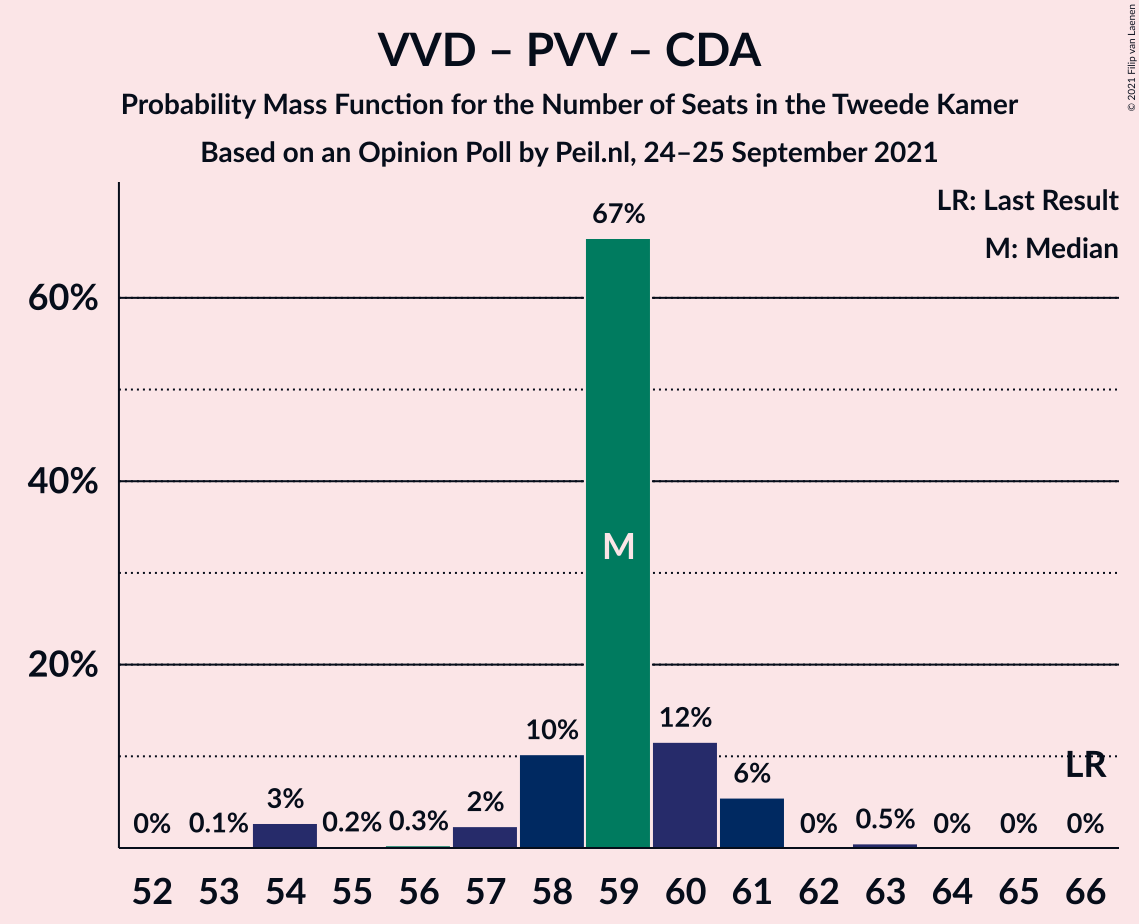 VVD – PVV – CDA
Probability Mass Function for the Number of Seats in the Tweede Kamer
Based on an Opinion Poll by Peil.nl, 24–25 September 2021
© 2021 Filip van Laenen
LR: Last Result
M: Median
67%
60%
40%
M
20%
12%
10%
LR
6%
3%
2%
0% 0.1% 0.2% 0.3% 0% 0.5% 0% 0% 0%
52 53 54 55 56 57 58 59 60 61 62 63 64 65 66